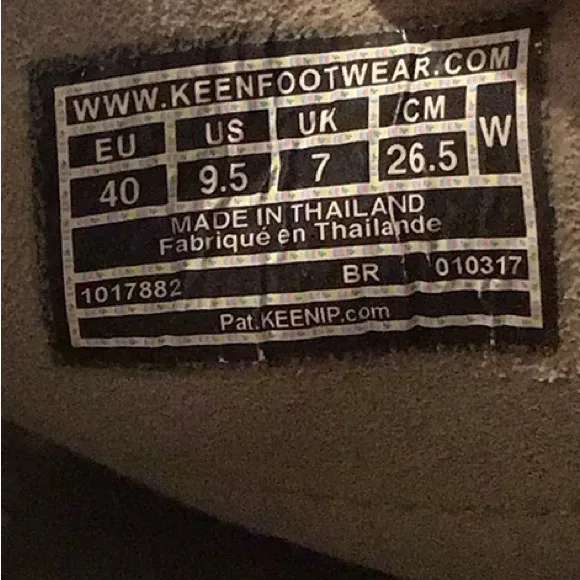 WWW.KEENFOOTWEAR.COM
EU US UK CM W
40 9.5 7 26.5
MADE IN THAILAND
Fabriqué en Thaïlande
1017882 BR 010317
Pat.KEENIP.com